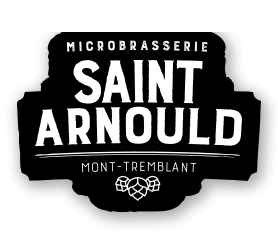 MICROBRASSERIE
SAINT
ARNOULD
MONT-TREMBLANT